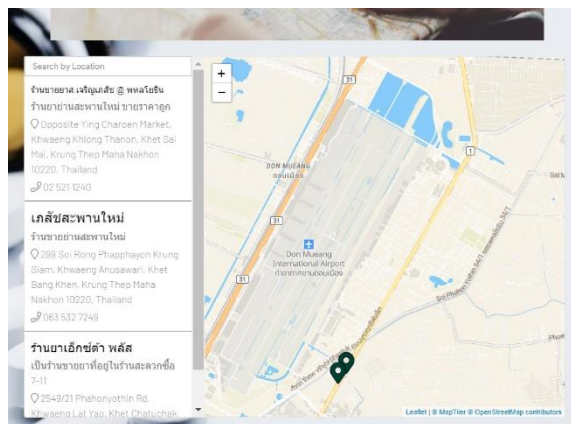 Search by Location
ร้านขายยาส.เจริญเภสัช @ พหลโยธิน
ร้านยาย่านสะพานใหม่ ขายราคาถูก
Opposite Ying Charoen Market,
Khwaeng Khlong Thanon, Khet Sai
Mai, Krung Thep Maha Nakhon
10220, Thailand
02 521 1240
เภสัชสะพานใหม่
ร้านขายย่านสะพานใหม่
299 Soi Rong Phapphayon Krung
Siam, Khwaeng Anusawari, Khet
Bang Khen, Krung Thep Maha
Nakhon 10220, Thailand
063 532 7249
ร้านยาเอ็กซ์ต้า พลัส
เป็นร้านขายยาที่อยู่ในร้านสะดวกซื้อ
7-11
2549/21 Phahonyothin Rd,
Khwaeng Lat Yao, Khet Chatuchak,
+
−
31
1
DON MUEANG
ดอนเมือง
31
Don Mueang
International Airport
ท่าอากาศยานดอนเมือง
31
Leaflet | © MapTiler © OpenStreetMap contributors